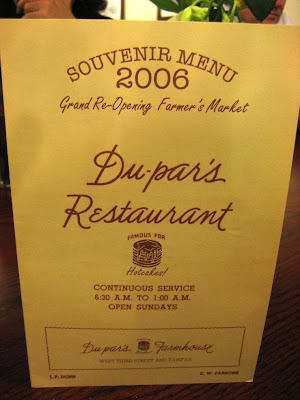 SOUVENIR MENU
2006
Grand Re-Opening Farmer's Market
Du-par's
Restaurant
FAMOUS FOR
Hotcakes!
CONTINUOUS SERVICE
6:30 A.M. TO 1:00 A.M.
OPEN SUNDAYS
Du-par's Farmhouse
WEST THIRD STREET AND FAIRFAX